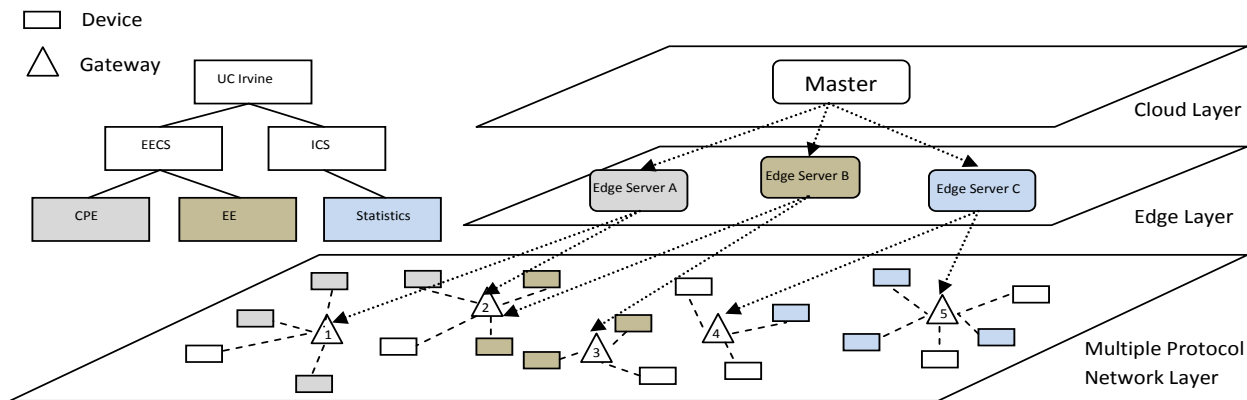 Device
Gateway
UC Irvine
EECS
ICS
CPE
EE
Statistics
Master
Cloud Layer
Edge Server A
Edge Server B
Edge Server C
Edge Layer
1
2
3
4
5
Multiple Protocol
Network Layer